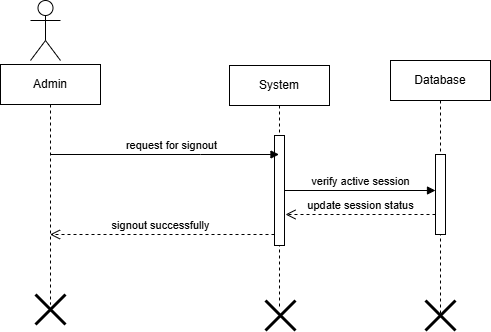 Admin
System
Database
request for signout
verify active session
update session status
signout successfully